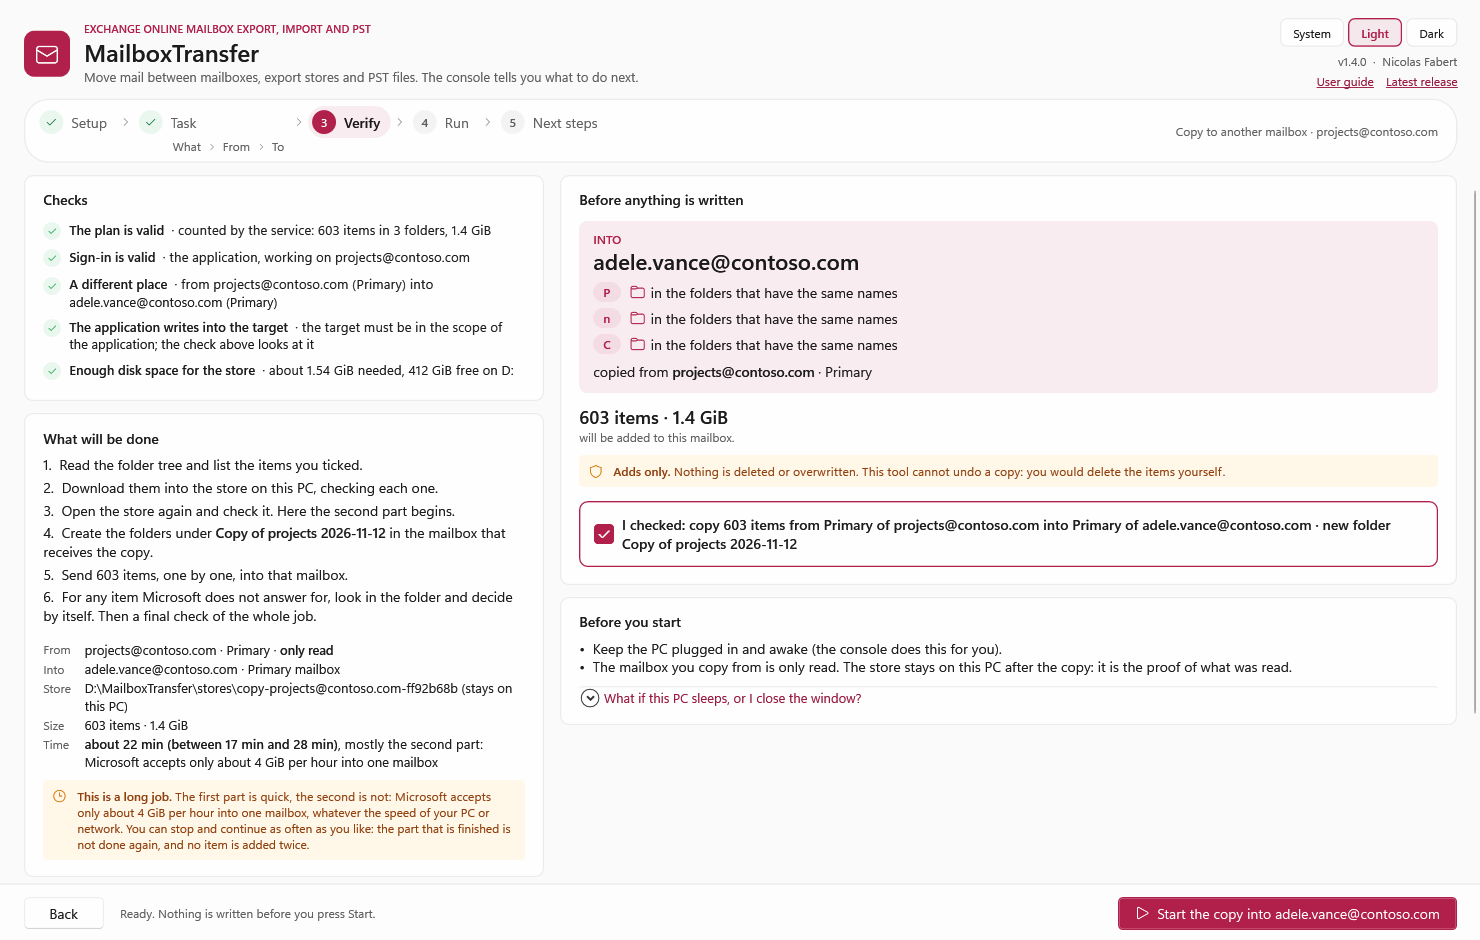 EXCHANGE ONLINE MAILBOX EXPORT, IMPORT AND PST
MailboxTransfer
Move mail between mailboxes, export stores and PST files. The console tells you what to do next.
System
Light
Dark
v1.4.0 · Nicolas Fabert
User guide
Latest release
Setup
Task
3 Verify
4 Run
5 Next steps
What
From
To
Copy to another mailbox · projects@contoso.com
Checks
The plan is valid · counted by the service: 603 items in 3 folders, 1.4 GiB
Sign-in is valid · the application, working on projects@contoso.com
A different place · from projects@contoso.com (Primary) into
adele.vance@contoso.com (Primary)
The application writes into the target · the target must be in the scope of
the application; the check above looks at it
Enough disk space for the store · about 1.54 GiB needed, 412 GiB free on D:
What will be done
1. Read the folder tree and list the items you ticked.
2. Download them into the store on this PC, checking each one.
3. Open the store again and check it. Here the second part begins.
4. Create the folders under Copy of projects 2026-11-12 in the mailbox that
receives the copy.
5. Send 603 items, one by one, into that mailbox.
6. For any item Microsoft does not answer for, look in the folder and decide
by itself. Then a final check of the whole job.
From projects@contoso.com · Primary · only read
Into adele.vance@contoso.com · Primary mailbox
Store D:\MailboxTransfer\stores\copy-projects@contoso.com-ff92b68b (stays on
this PC)
Size 603 items · 1.4 GiB
Time about 22 min (between 17 min and 28 min), mostly the second part:
Microsoft accepts only about 4 GiB per hour into one mailbox
This is a long job. The first part is quick, the second is not: Microsoft accepts
only about 4 GiB per hour into one mailbox, whatever the speed of your PC or
network. You can stop and continue as often as you like: the part that is finished is
not done again, and no item is added twice.
Before anything is written
INTO
adele.vance@contoso.com
P in the folders that have the same names
n in the folders that have the same names
C in the folders that have the same names
copied from projects@contoso.com · Primary
603 items · 1.4 GiB
will be added to this mailbox.
Adds only. Nothing is deleted or overwritten. This tool cannot undo a copy: you would delete the items yourself.
I checked: copy 603 items from Primary of projects@contoso.com into Primary of adele.vance@contoso.com · new folder
Copy of projects 2026-11-12
Before you start
• Keep the PC plugged in and awake (the console does this for you).
• The mailbox you copy from is only read. The store stays on this PC after the copy: it is the proof of what was read.
What if this PC sleeps, or I close the window?
Back
Ready. Nothing is written before you press Start.
Start the copy into adele.vance@contoso.com